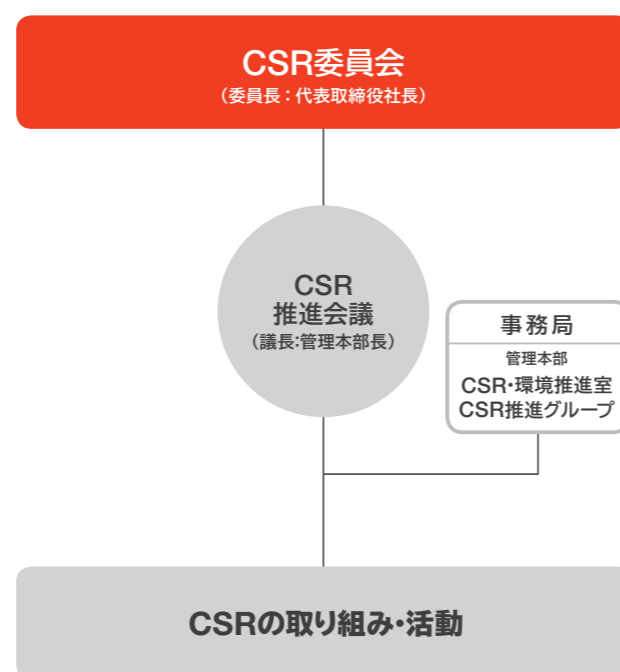 CSR委員会
（委員長：代表取締役社長）
CSR
推進会議
（議長：管理本部長）
事務局
管理本部
CSR・環境推進室
CSR推進グループ
CSRの取り組み・活動